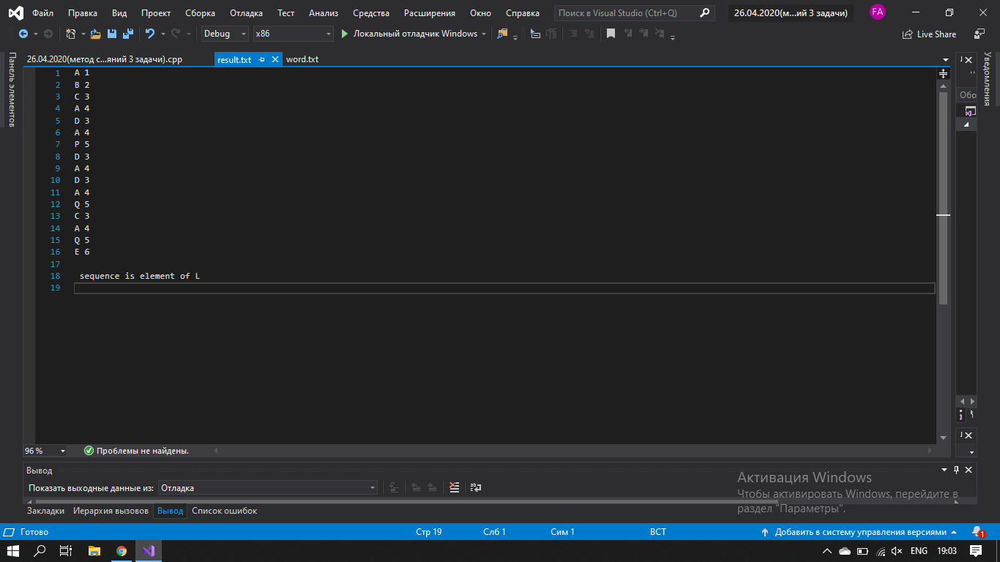 Файл Правка Вид Проект Сборка Отладка Тест Анализ Средства Расширения Окно Справка Поиск в Visual Studio (Ctrl+Q) 26.04.2020(м...ий 3 задачи) FA
Debug x86 Локальный отладчик Windows Live Share
Панель элементов
26.04.2020(метод с...яний 3 задачи).cpp result.txt word.txt
Уведомления
Обо
1 A 1
2 B 2
3 C 3
4 A 4
5 D 3
6 A 4
7 P 5
8 D 3
9 A 4
10 D 3
11 A 4
12 Q 5
13 C 3
14 A 4
15 Q 5
16 E 6
17
18 sequence is element of L
19
96 % Проблемы не найдены.
Вывод
Показать выходные данные из: Отладка
Активация Windows
Чтобы активировать Windows, перейдите в
раздел "Параметры".
Закладки Иерархия вызовов Вывод Список ошибок
Готово Стр 19 Слб 1 Сим 1 ВСТ Добавить в систему управления версиями 1
ENG 19:03